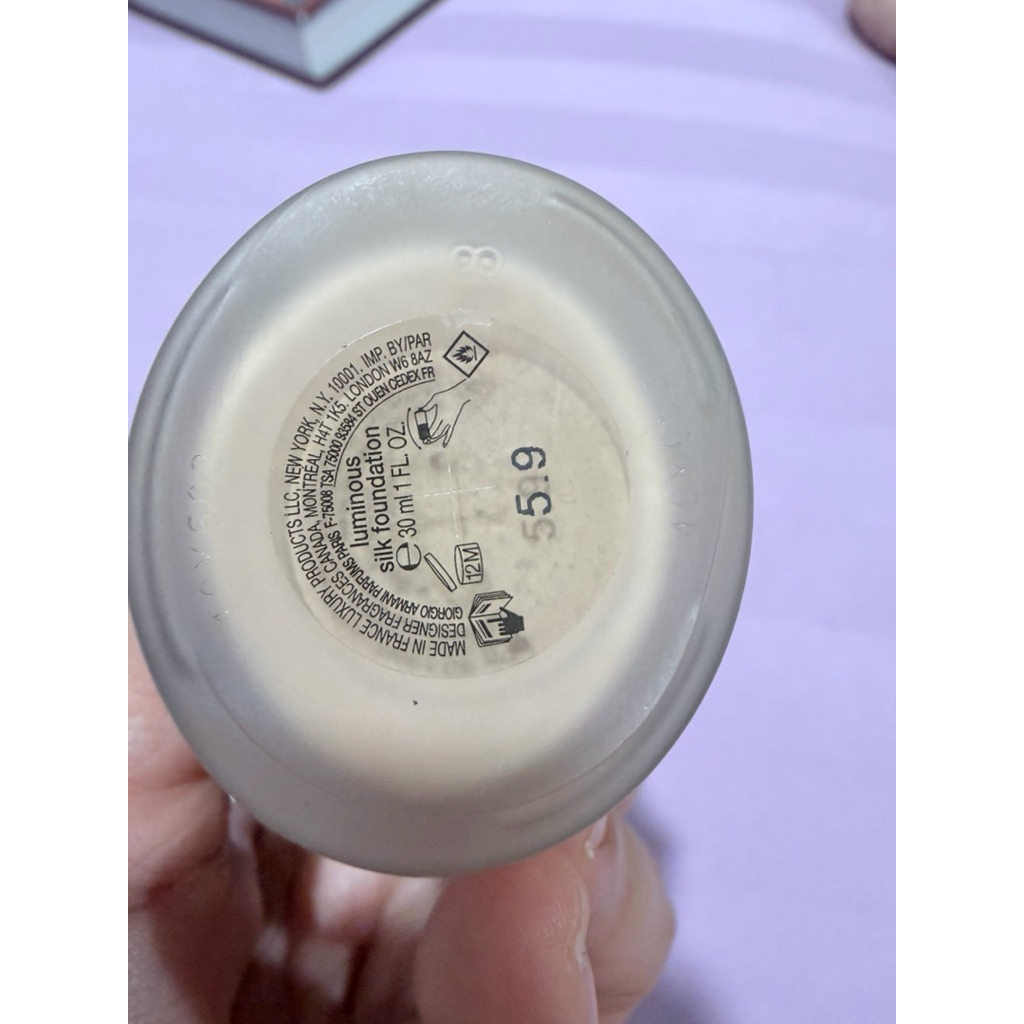 MADE IN FRANCE LUXURY PRODUCTS LLC, NEW YORK, N.Y. 10001. IMP. BY/PAR
DESIGNER FRAGRANCES CANADA, MONTREAL, H4T 1K5. LONDON W6 8AZ
GIORGIO ARMANI PARFUMS PARIS F-75008 TSA 75000 93584 ST OUEN CEDEX FR
luminous
silk foundation
e 30 ml 1 FL. OZ.
12M
5.9
8